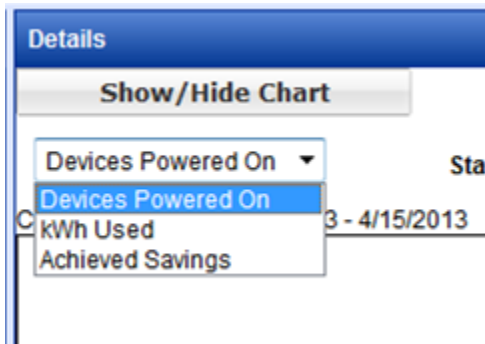 Details
Show/Hide Chart
Devices Powered On
Sta
Devices Powered On
C 3 - 4/15/2013
kWh Used
Achieved Savings